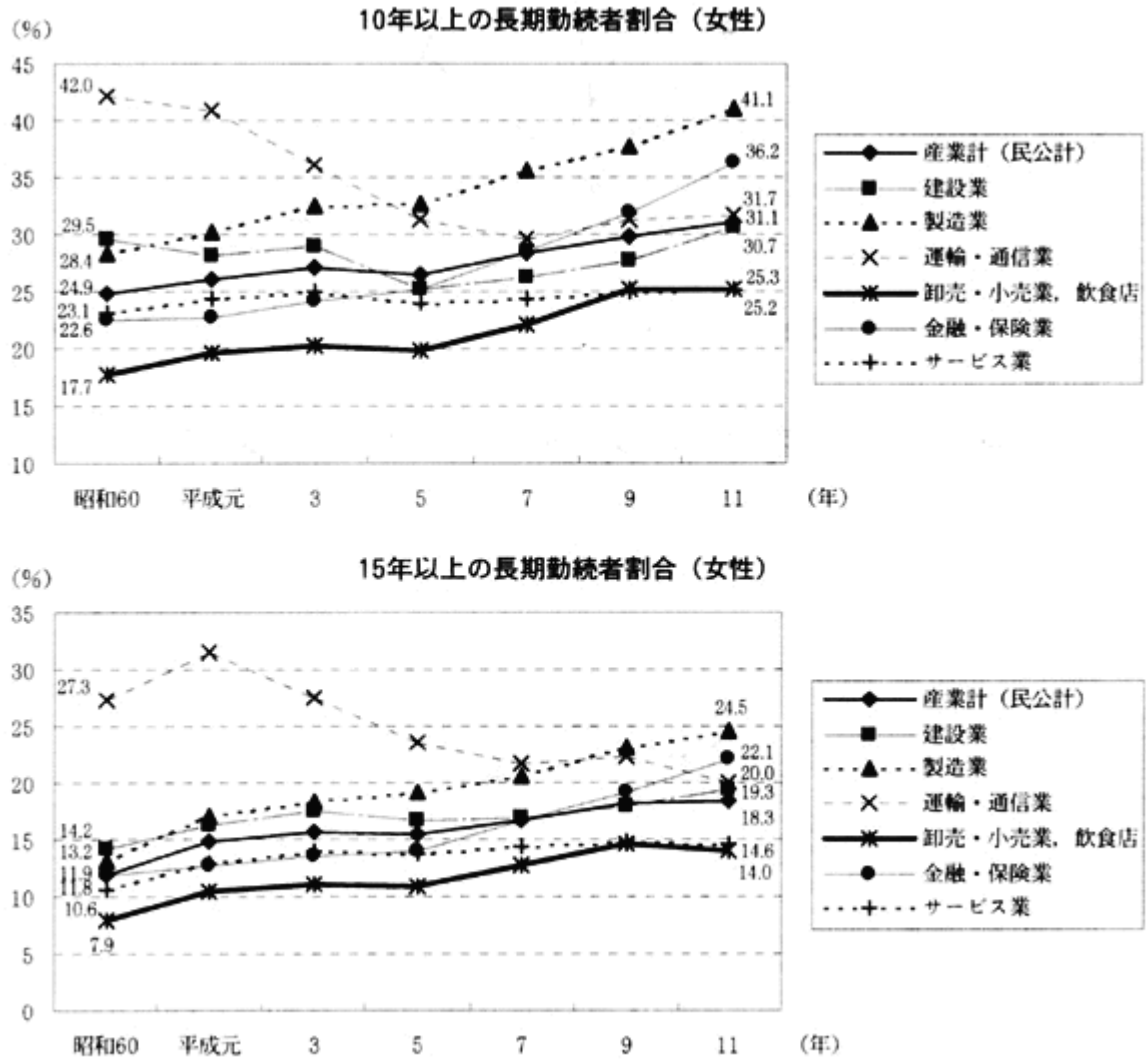 10年以上の長期勤続者割合（女性）
(%)
45
40
35
30
25
20
15
10
42.0
29.5
28.4
24.9
23.1
22.6
17.7
41.1
36.2
31.7
31.1
30.7
25.3
25.2
昭和60 平成元 3 5 7 9 11 (年)
産業計（民公計）
建設業
製造業
運輸・通信業
卸売・小売業，飲食店
金融・保険業
サービス業
15年以上の長期勤続者割合（女性）
(%)
35
30
25
20
15
10
5
0
27.3
14.2
13.2
11.9
11.8
10.6
7.9
24.5
22.1
20.0
19.3
18.3
14.6
14.0
昭和60 平成元 3 5 7 9 11 (年)
産業計（民公計）
建設業
製造業
運輸・通信業
卸売・小売業，飲食店
金融・保険業
サービス業